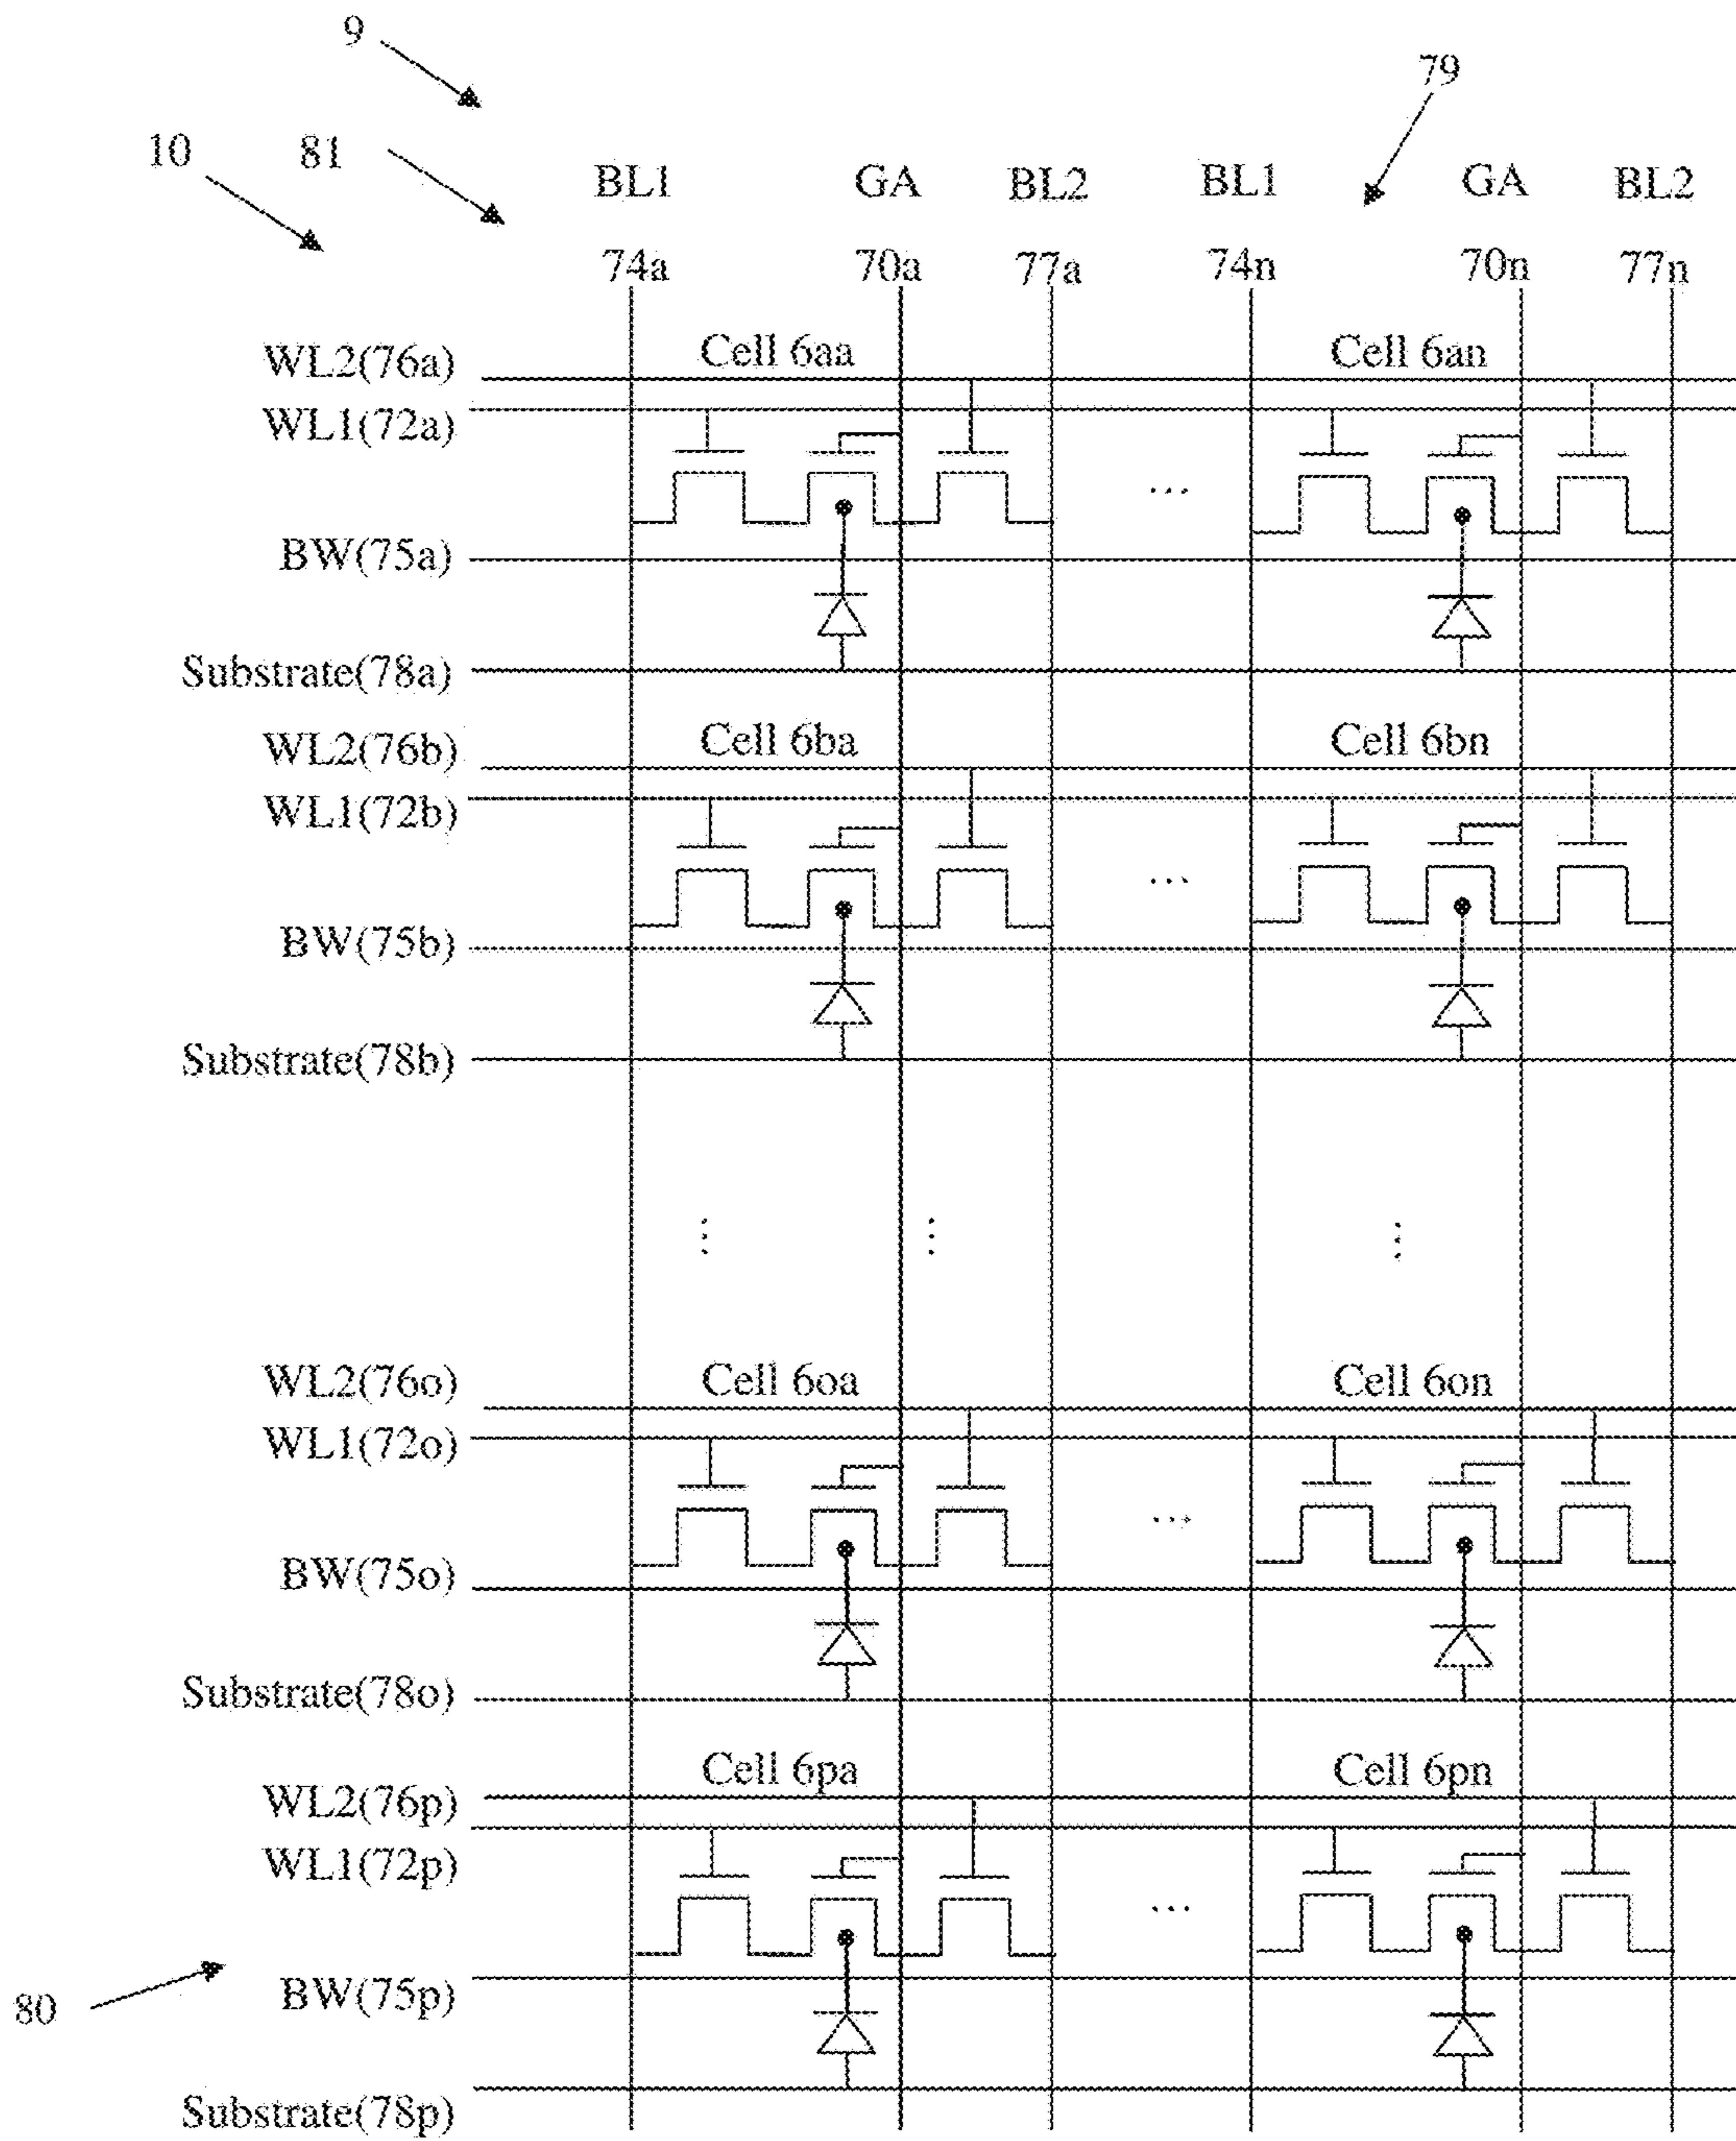 9
79
10
81
BL1 GA BL2 BL1 GA BL2
74a 70a 77a 74n 70n 77n
WL2(76a) Cell 6aa Cell 6an
WL1(72a)
...
BW(75a)
Substrate(78a)
WL2(76b) Cell 6ba Cell 6bn
WL1(72b)
...
BW(75b)
Substrate(78b)
WL2(76o) Cell 6oa Cell 6on
WL1(72o)
...
BW(75o)
Substrate(78o)
Cell 6pa Cell 6pn
WL2(76p)
WL1(72p)
...
BW(75p)
80
Substrate(78p)